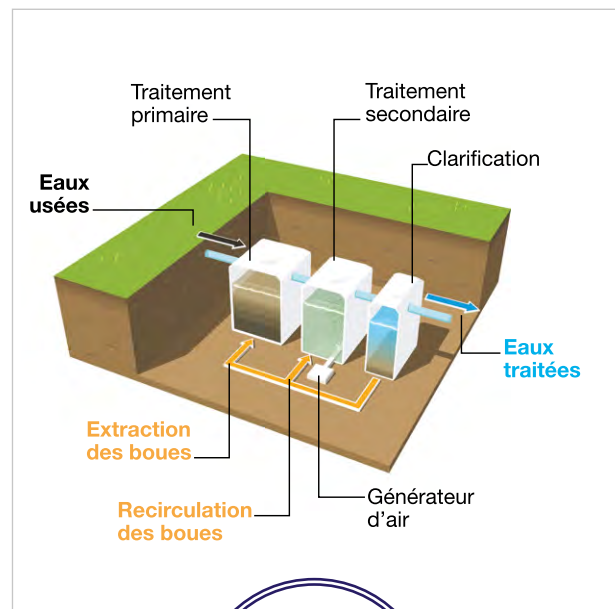 Traitement
primaire
Traitement
secondaire
Clarification
Eaux
usées
Eaux
traitées
Extraction
des boues
Recirculation
des boues
Générateur
d’air